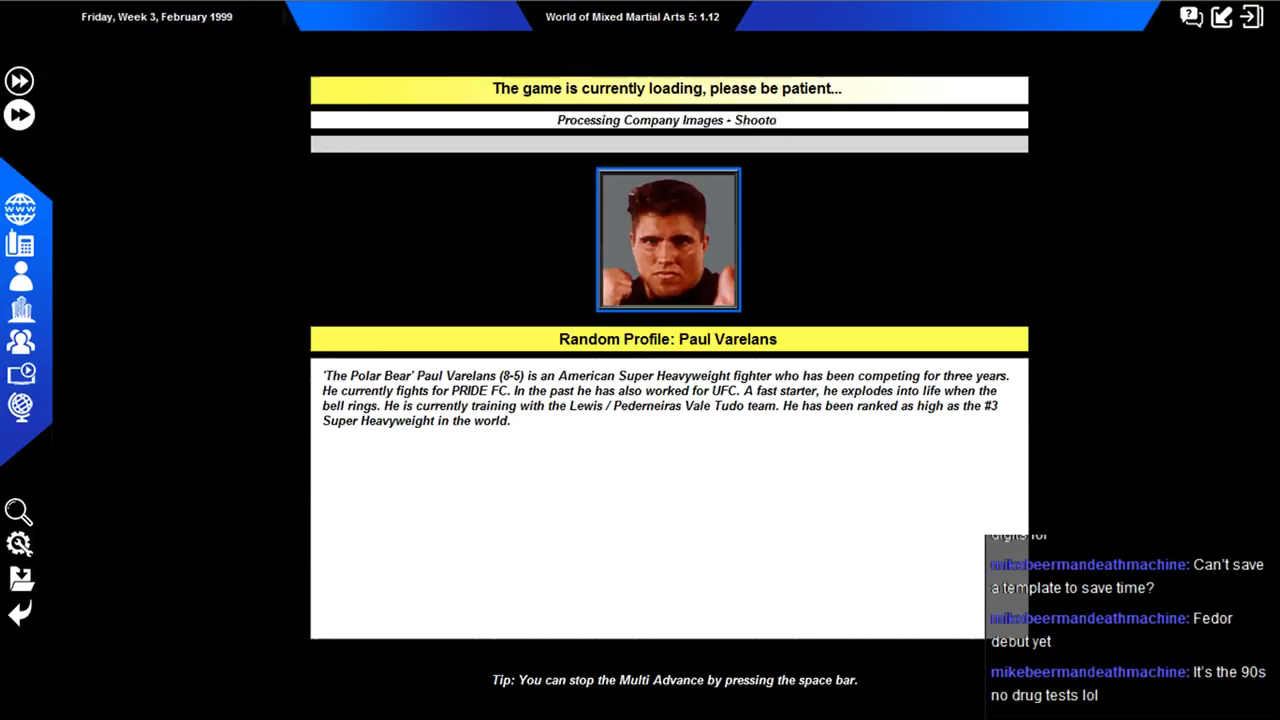 Friday, Week 3, February 1999
World of Mixed Martial Arts 5: 1.12
The game is currently loading, please be patient...
Processing Company Images - Shooto
WWW
Random Profile: Paul Varelans
'The Polar Bear' Paul Varelans (8-5) is an American Super Heavyweight fighter who has been competing for three years.
He currently fights for PRIDE FC. In the past he has also worked for UFC. A fast starter, he explodes into life when the
bell rings. He is currently training with the Lewis / Pederneiras Vale Tudo team. He has been ranked as high as the #3
Super Heavyweight in the world.
digits lol
mikebeermandeathmachine: Can't save
a template to save time?
mikebeermandeathmachine: Fedor
debut yet
mikebeermandeathmachine: It's the 90s
no drug tests lol
Tip: You can stop the Multi Advance by pressing the space bar.